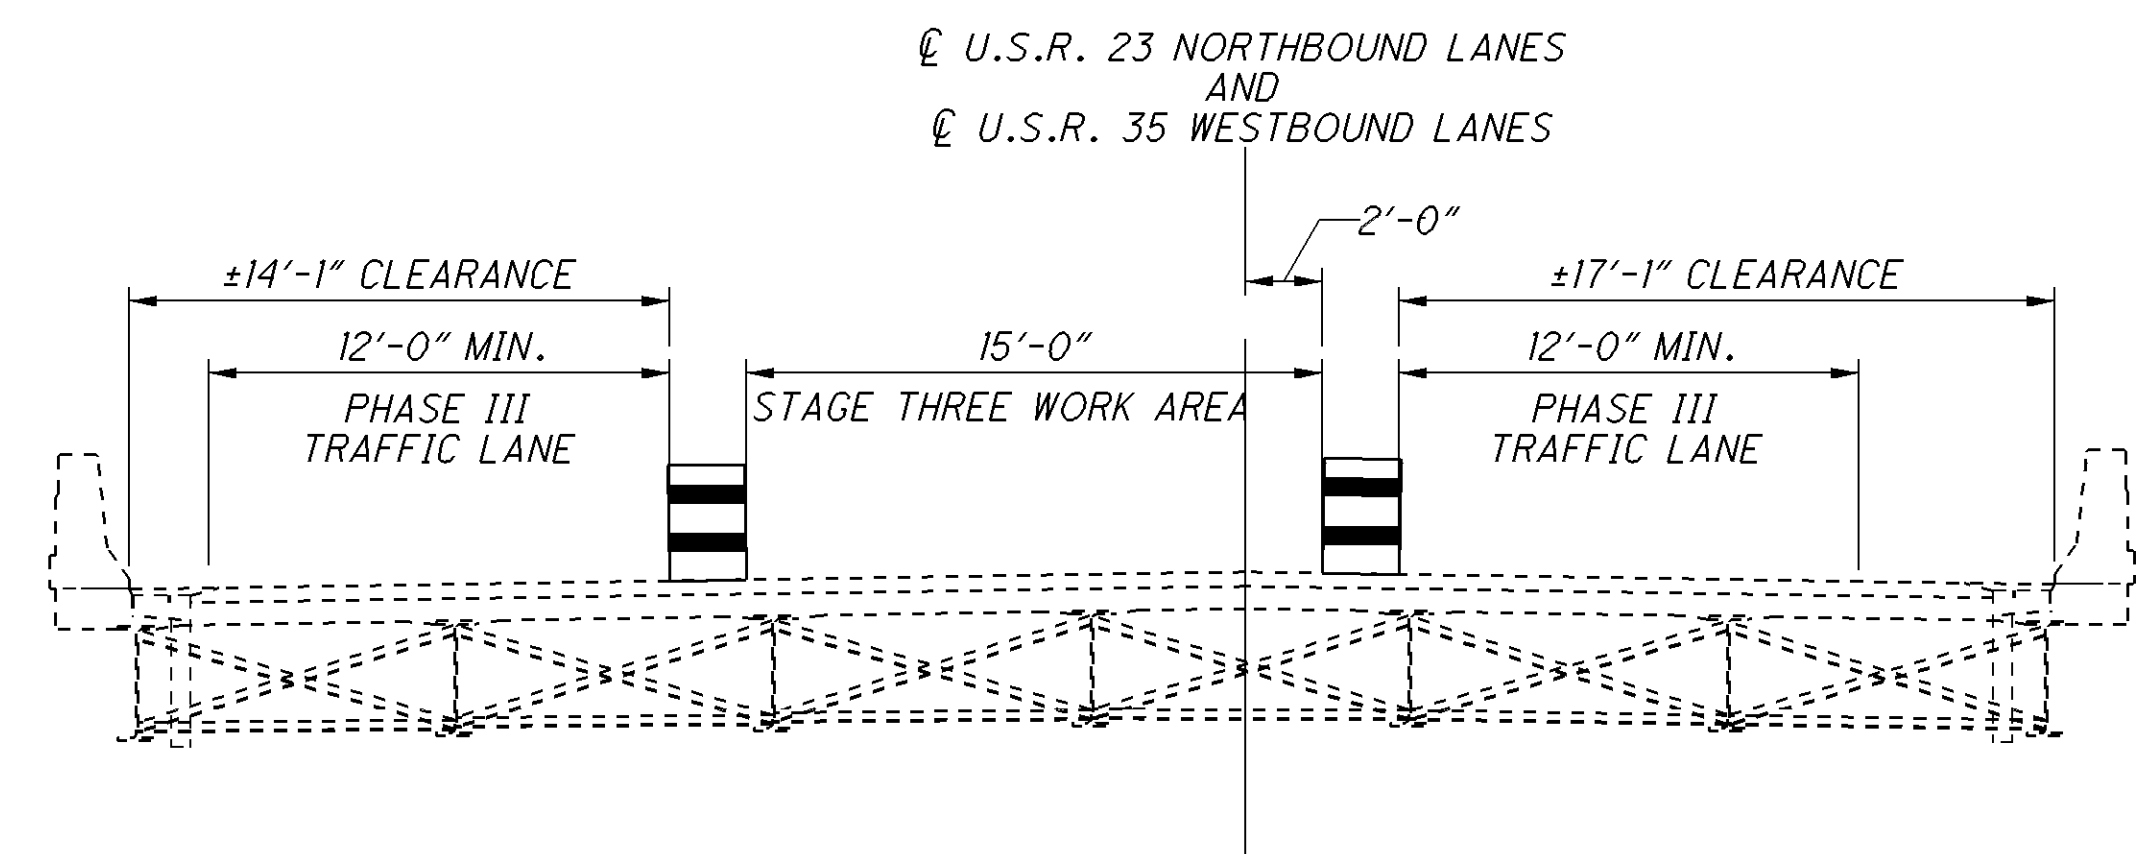 ℄ U.S.R. 23 NORTHBOUND LANES
AND
℄ U.S.R. 35 WESTBOUND LANES
2'-0"
±14'-1" CLEARANCE
±17'-1" CLEARANCE
12'-0" MIN.
15'-0"
12'-0" MIN.
PHASE III
TRAFFIC LANE
STAGE THREE WORK AREA
PHASE III
TRAFFIC LANE